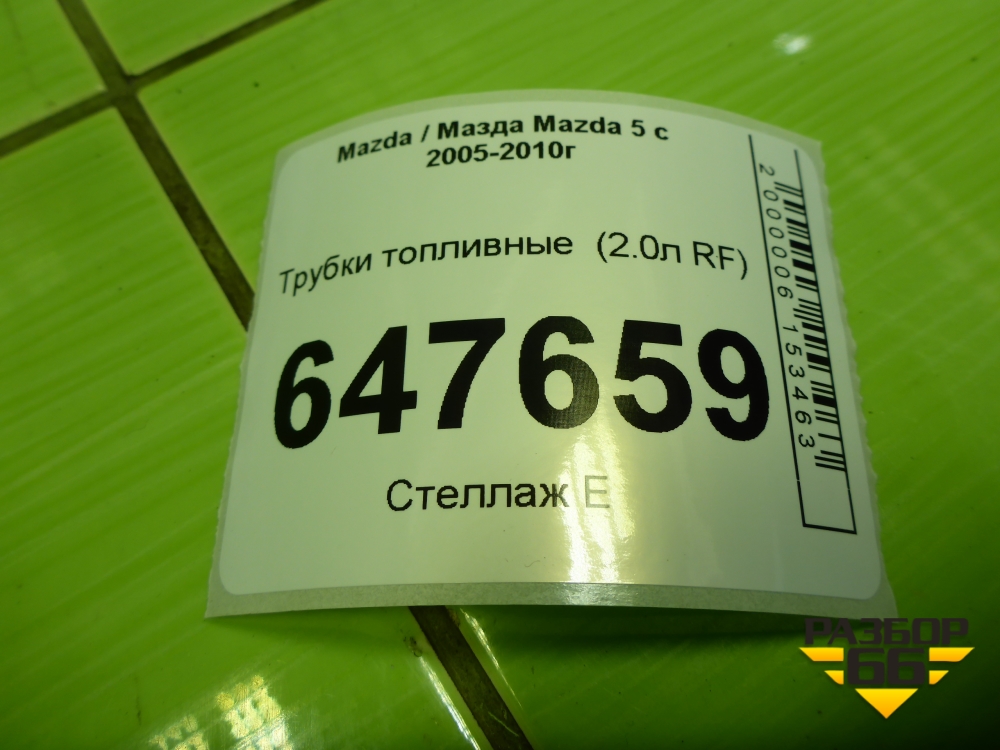 Mazda / Мазда Mazda 5 с
2005-2010г
Трубки топливные (2.0л RF)
647659
Стеллаж Е
2000006153463
РАЗБОР
66